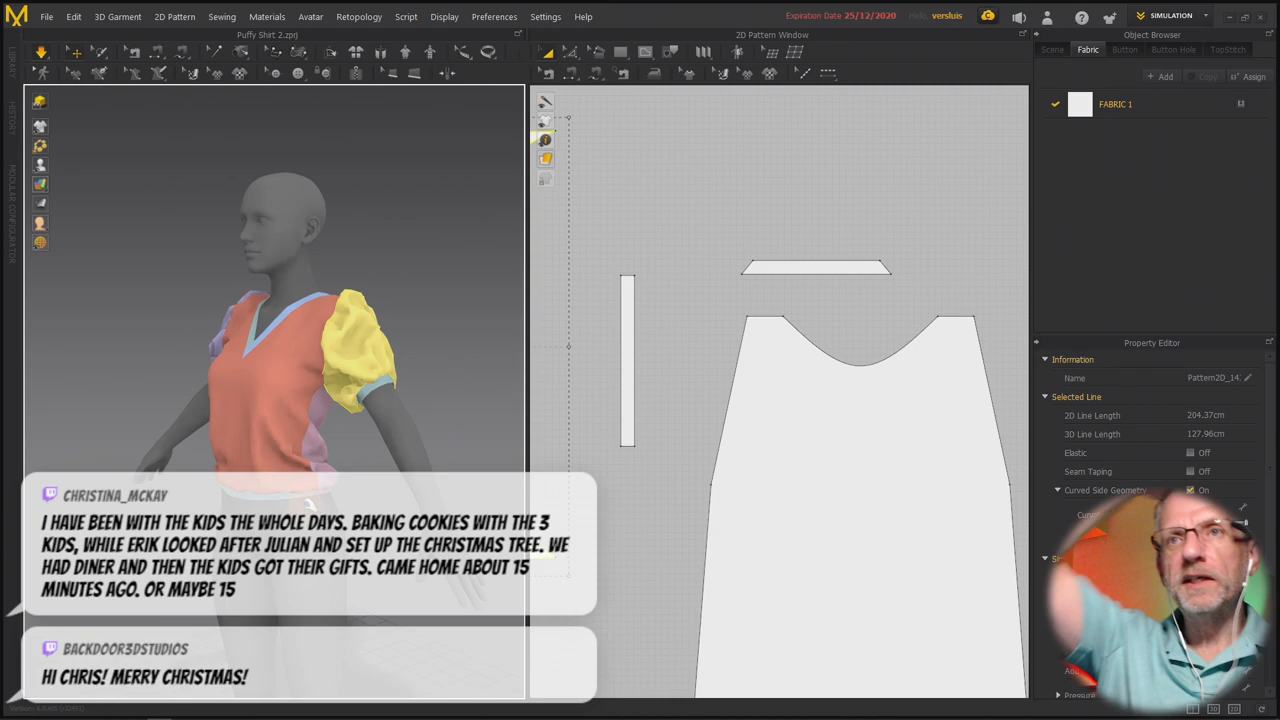 File Edit 3D Garment 2D Pattern Sewing Materials Avatar Retopology Script Display Preferences Settings Help
Expiration Date 25/12/2020 Hello, versluis SIMULATION
Puffy Shirt 2.zprj 2D Pattern Window Object Browser
Scene Fabric Button Button Hole TopStitch
LIBRARY
HISTORY
MODULAR CONFIGURATOR
+ Add Copy Assign
FABRIC 1
Property Editor
Information
Name Pattern2D_14
Selected Line
2D Line Length 204.37cm
3D Line Length 127.96cm
Elastic Off
Seam Taping Off
Curved Side Geometry On
CHRISTINA_MCKAY
I HAVE BEEN WITH THE KIDS THE WHOLE DAYS. BAKING COOKIES WITH THE 3
KIDS, WHILE ERIK LOOKED AFTER JULIAN AND SET UP THE CHRISTMAS TREE. WE
HAD DINER AND THEN THE KIDS GOT THEIR GIFTS. CAME HOME ABOUT 15
MINUTES AGO. OR MAYBE 15
BACKDOOR3DSTUDIOS
HI CHRIS! MERRY CHRISTMAS!